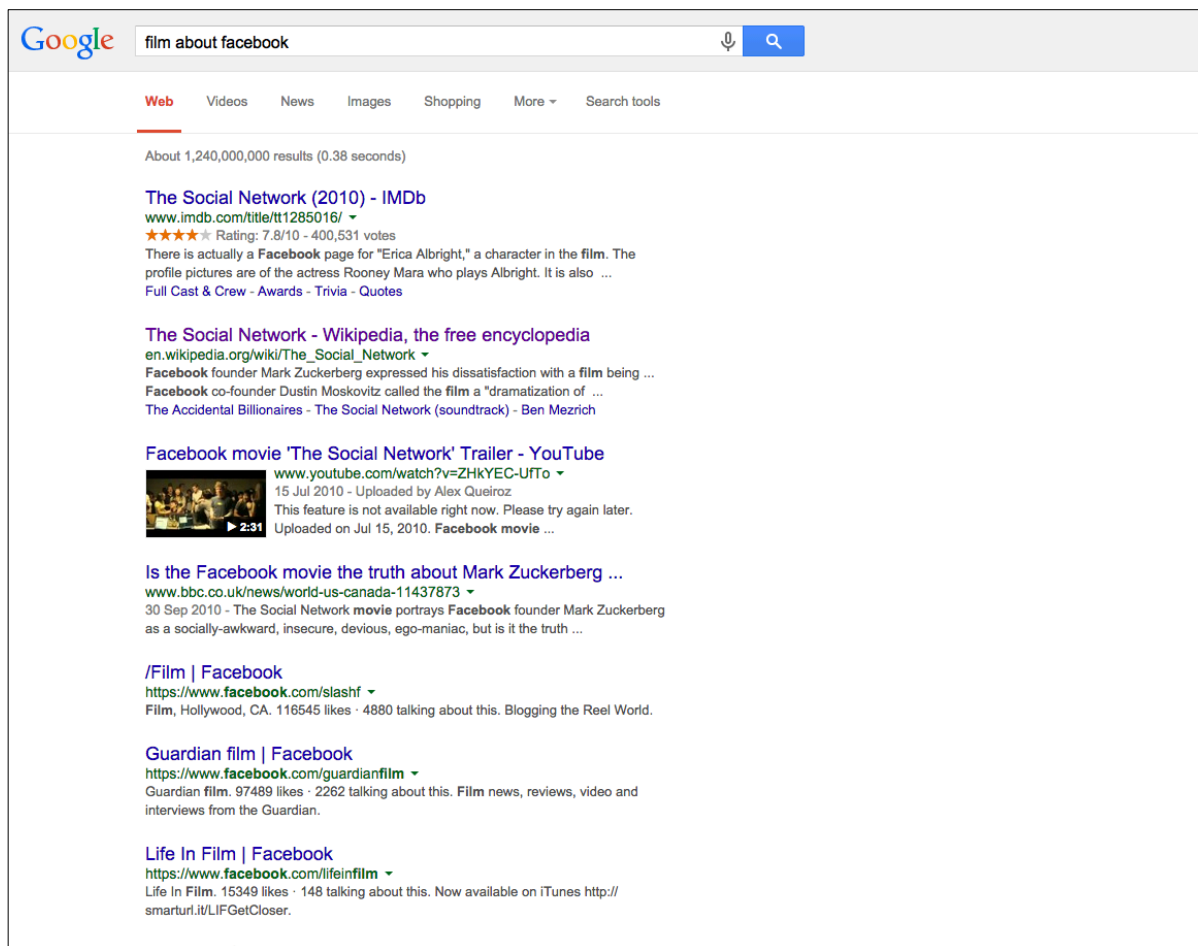 Google film about facebook
Web Videos News Images Shopping More Search tools
About 1,240,000,000 results (0.38 seconds)
The Social Network (2010) - IMDb
www.imdb.com/title/tt1285016/
Rating: 7.8/10 - 400,531 votes
There is actually a Facebook page for "Erica Albright," a character in the film. The
profile pictures are of the actress Rooney Mara who plays Albright. It is also ...
Full Cast & Crew - Awards - Trivia - Quotes
The Social Network - Wikipedia, the free encyclopedia
en.wikipedia.org/wiki/The_Social_Network
Facebook founder Mark Zuckerberg expressed his dissatisfaction with a film being ...
Facebook co-founder Dustin Moskovitz called the film a "dramatization of ...
The Accidental Billionaires - The Social Network (soundtrack) - Ben Mezrich
Facebook movie 'The Social Network' Trailer - YouTube
www.youtube.com/watch?v=ZHkYEC-UfTo
15 Jul 2010 - Uploaded by Alex Queiroz
This feature is not available right now. Please try again later.
2:31 Uploaded on Jul 15, 2010. Facebook movie ...
Is the Facebook movie the truth about Mark Zuckerberg ...
www.bbc.co.uk/news/world-us-canada-11437873
30 Sep 2010 - The Social Network movie portrays Facebook founder Mark Zuckerberg
as a socially-awkward, insecure, devious, ego-maniac, but is it the truth ...
/Film | Facebook
https://www.facebook.com/slashf
Film, Hollywood, CA. 116545 likes · 4880 talking about this. Blogging the Reel World.
Guardian film | Facebook
https://www.facebook.com/guardianfilm
Guardian film. 97489 likes · 2262 talking about this. Film news, reviews, video and
interviews from the Guardian.
Life In Film | Facebook
https://www.facebook.com/lifeinfilm
Life In Film. 15349 likes · 148 talking about this. Now available on iTunes http://
smarturl.it/LIFGetCloser.